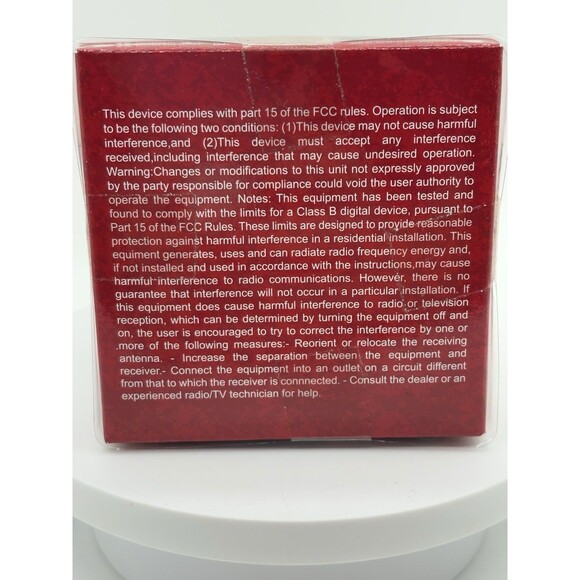 This device complies with part 15 of the FCC rules. Operation is subject
to be the following two conditions: (1)This device may not cause harmful
interference,and (2)This device must accept any interference
received,including interference that may cause undesired operation.
Warning:Changes or modifications to this unit not expressly approved
by the party responsible for compliance could void the user authority to
operate the equipment. Notes: This equipment has been tested and
found to comply with the limits for a Class B digital device, pursuant to
Part 15 of the FCC Rules. These limits are designed to provide reasonable
protection against harmful interference in a residential installation. This
equiment generates, uses and can radiate radio frequency energy and,
if not installed and used in accordance with the instructions,may cause
harmful interference to radio communications. However, there is no
guarantee that interference will not occur in a particular installation. If
this equipment does cause harmful interference to radio or television
reception, which can be determined by turning the equipment off and
on, the user is encouraged to try to correct the interference by one or
.more of the following measures:- Reorient or relocate the receiving
antenna. - Increase the separation between the equipment and
receiver.- Connect the equipment into an outlet on a circuit different
from that to which the receiver is connnected. - Consult the dealer or an
experienced radio/TV technician for help.